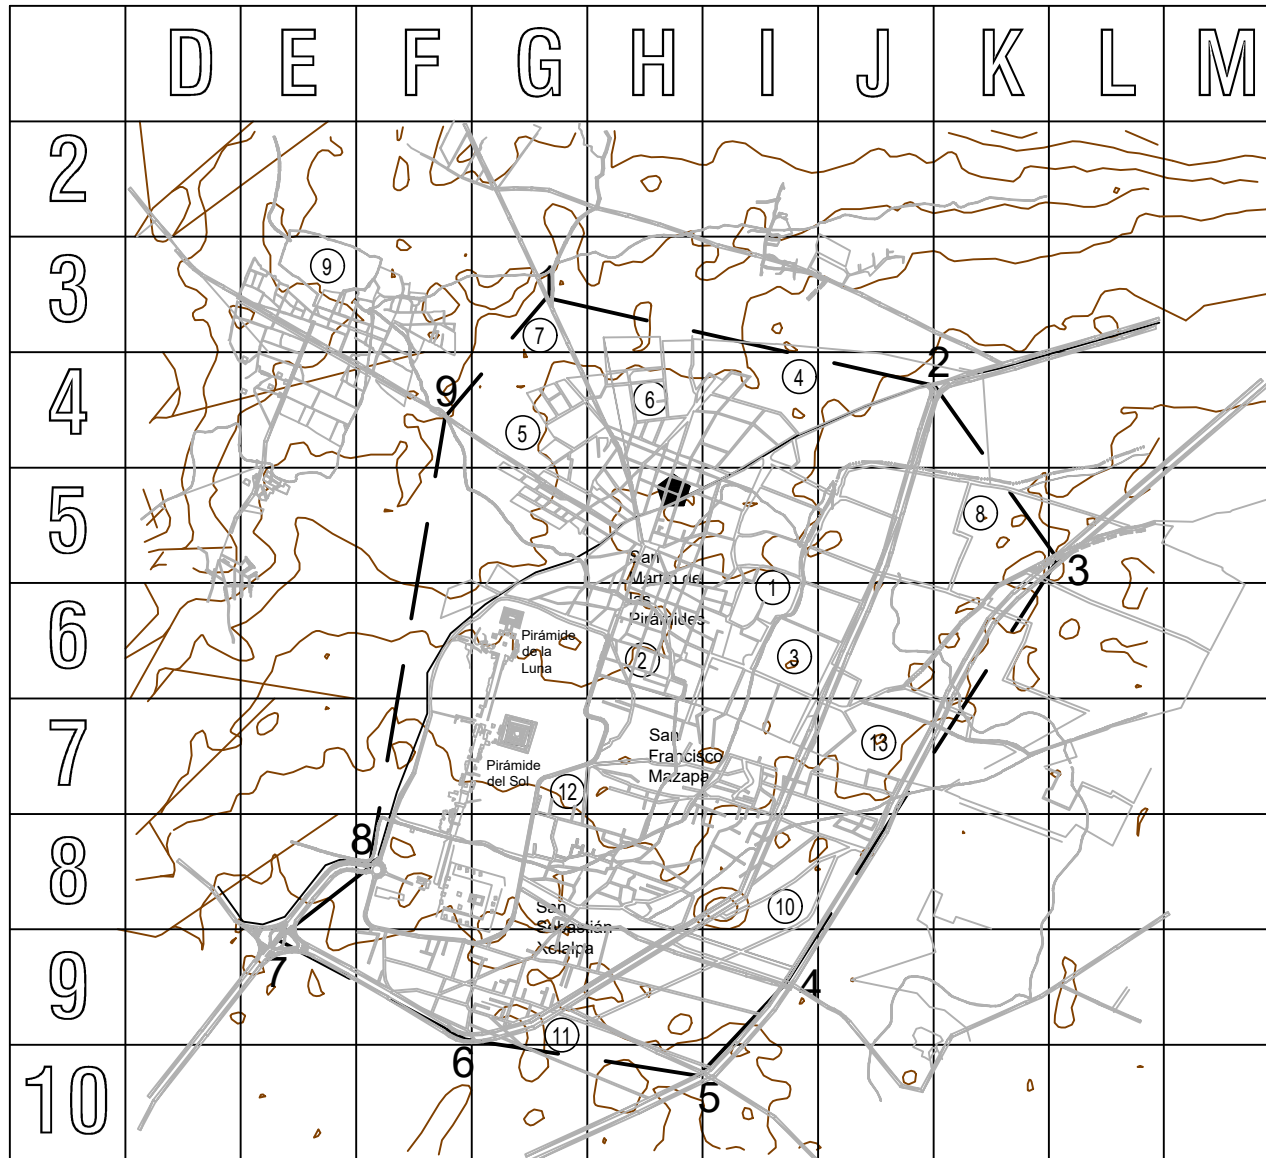 D E F G H I J K L M
2
3
9
7
4
2
4
9
6
5
5
8
San
Martín de
las
Pirámides
3
1
6
Pirámide
de la
Luna
2
3
7
San
Francisco
Mazapa
13
Pirámide
del Sol
12
8
8
10
San
Sebastián
Xolalpa
9
7
4
11
6
10
5